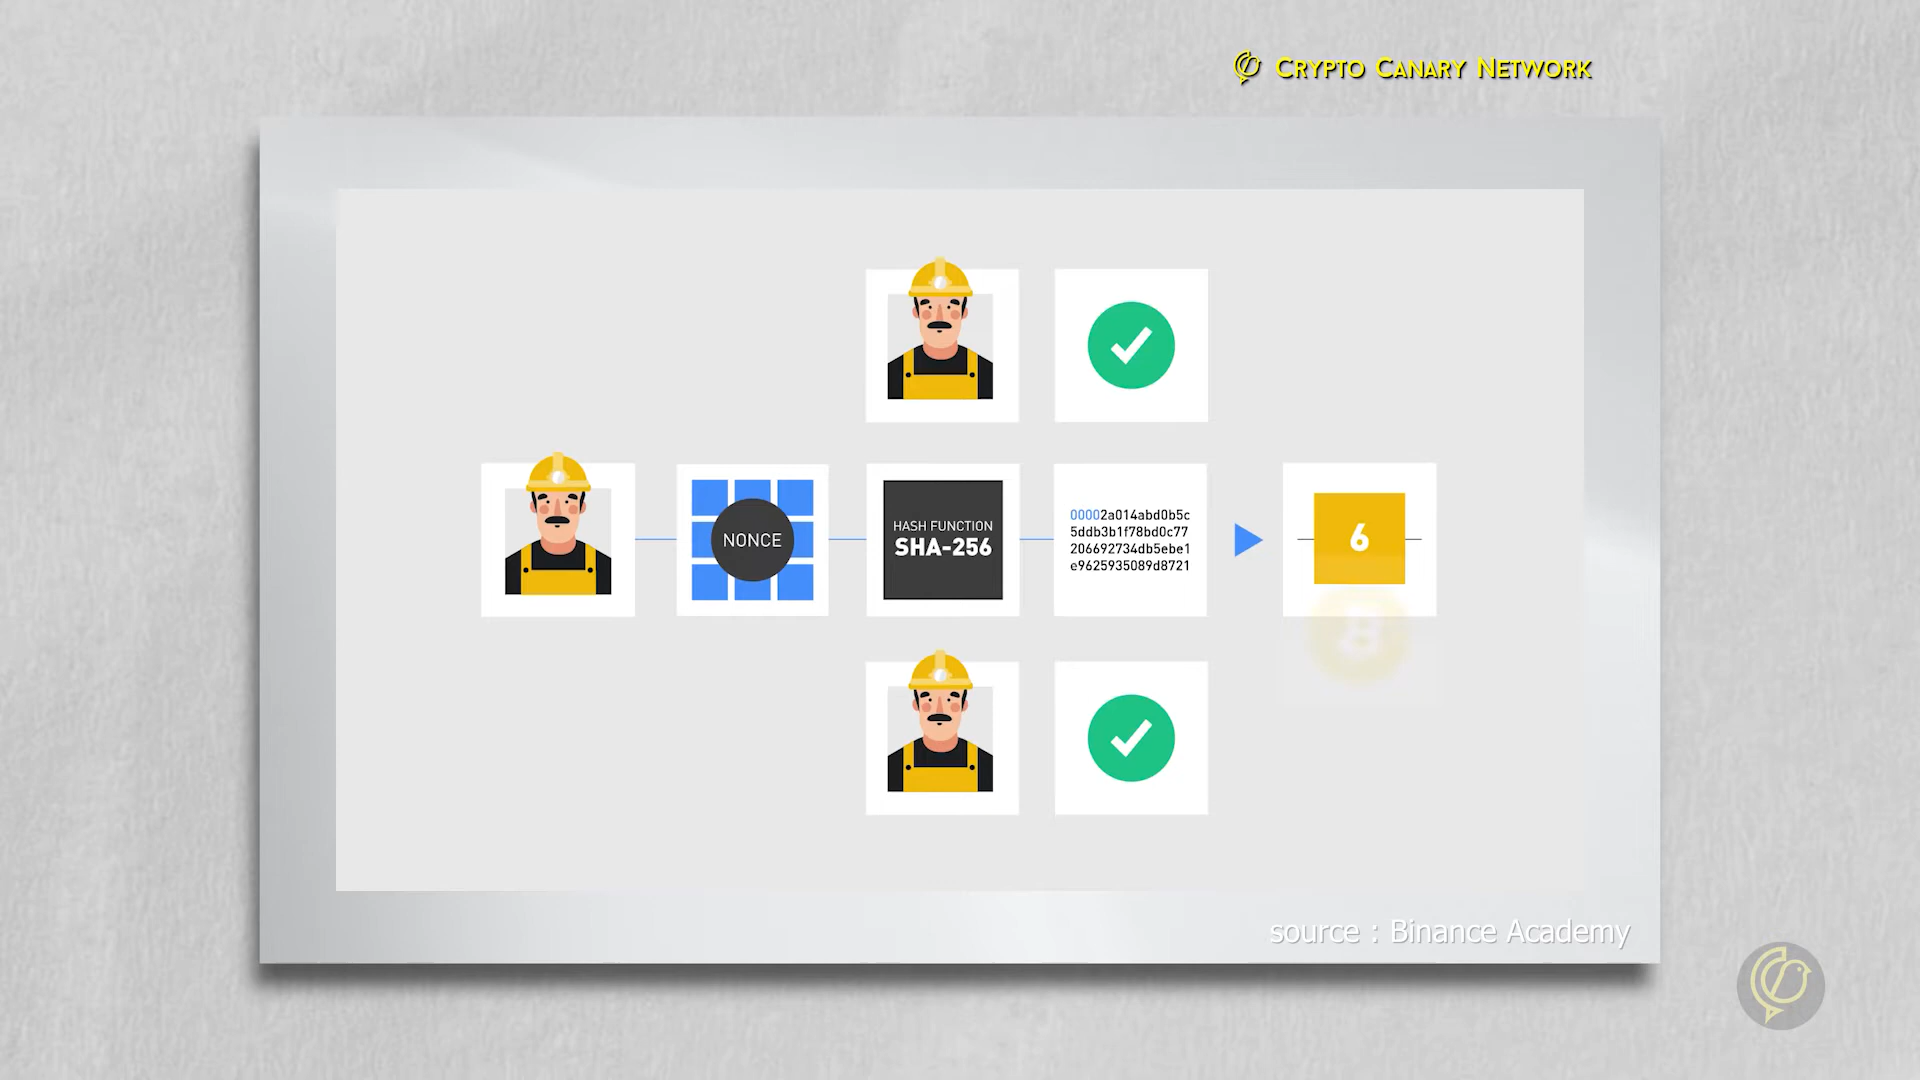 CRYPTO CANARY NETWORK
NONCE
HASH FUNCTION
SHA-256
00002a014abd0b5c
5ddb3b1f78bd0c77
206692734db5ebe1
e9625935089d8721
6
source : Binance Academy